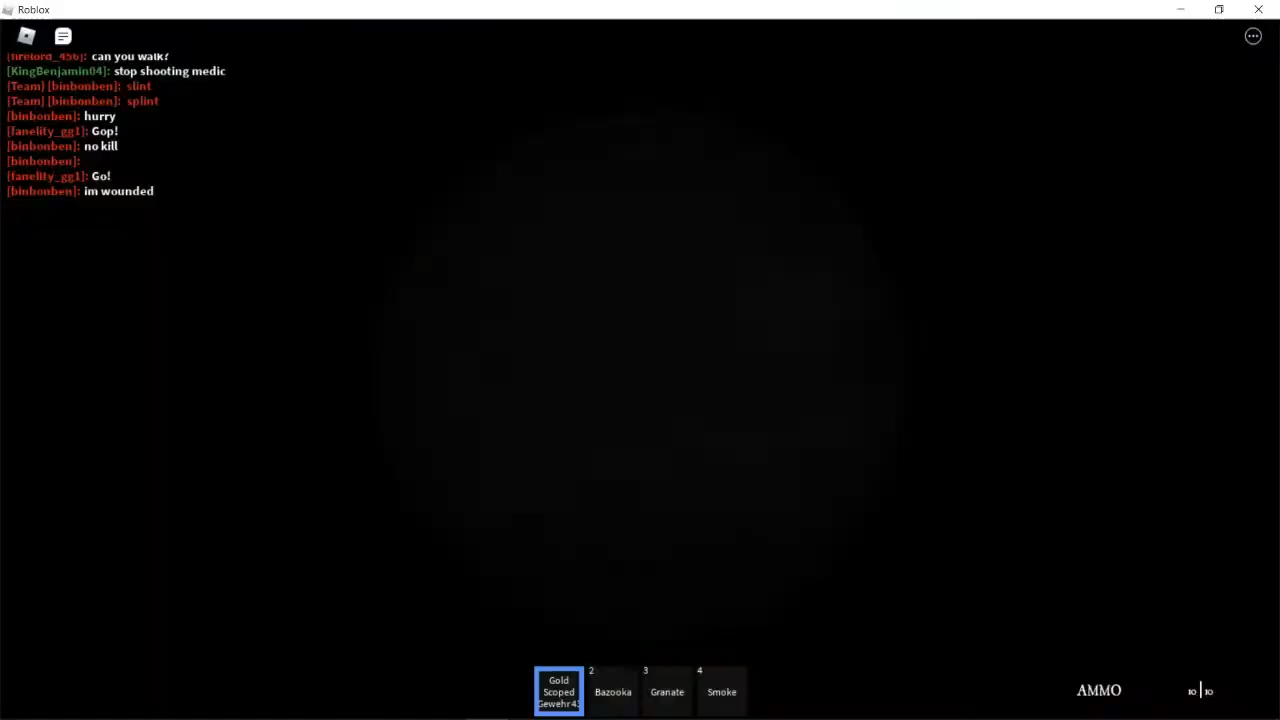 Roblox
[firelord_456]: can you walk?
[KingBenjamin04]: stop shooting medic
{Team} [binbonben]: slint
{Team} [binbonben]: splint
[binbonben]: hurry
[fanelity_gg1]: Gop!
[binbonben]: no kill
[binbonben]:
[fanelity_gg1]: Go!
[binbonben]: im wounded
Gold
Scoped
Gewehr43
2
Bazooka
3
Granate
4
Smoke
AMMO
10|10